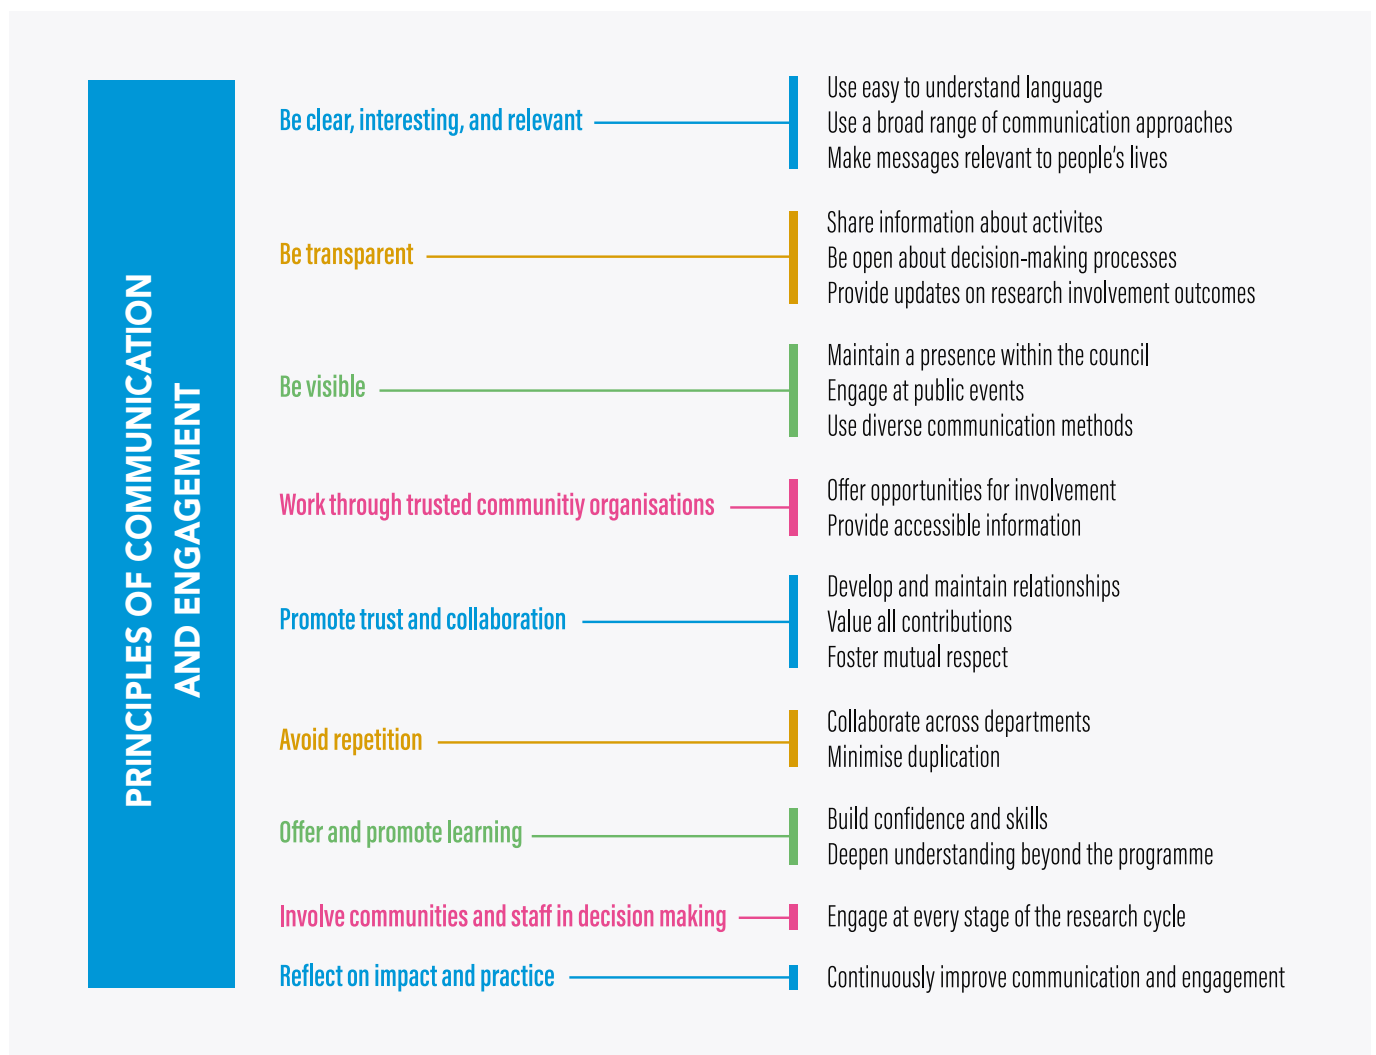 PRINCIPLES OF COMMUNICATION
AND ENGAGEMENT
Be clear, interesting, and relevant
Use easy to understand language
Use a broad range of communication approaches
Make messages relevant to people's lives
Be transparent
Share information about activites
Be open about decision-making processes
Provide updates on research involvement outcomes
Be visible
Maintain a presence within the council
Engage at public events
Use diverse communication methods
Work through trusted communitiy organisations
Offer opportunities for involvement
Provide accessible information
Promote trust and collaboration
Develop and maintain relationships
Value all contributions
Foster mutual respect
Avoid repetition
Collaborate across departments
Minimise duplication
Offer and promote learning
Build confidence and skills
Deepen understanding beyond the programme
Involve communities and staff in decision making
Engage at every stage of the research cycle
Reflect on impact and practice
Continuously improve communication and engagement